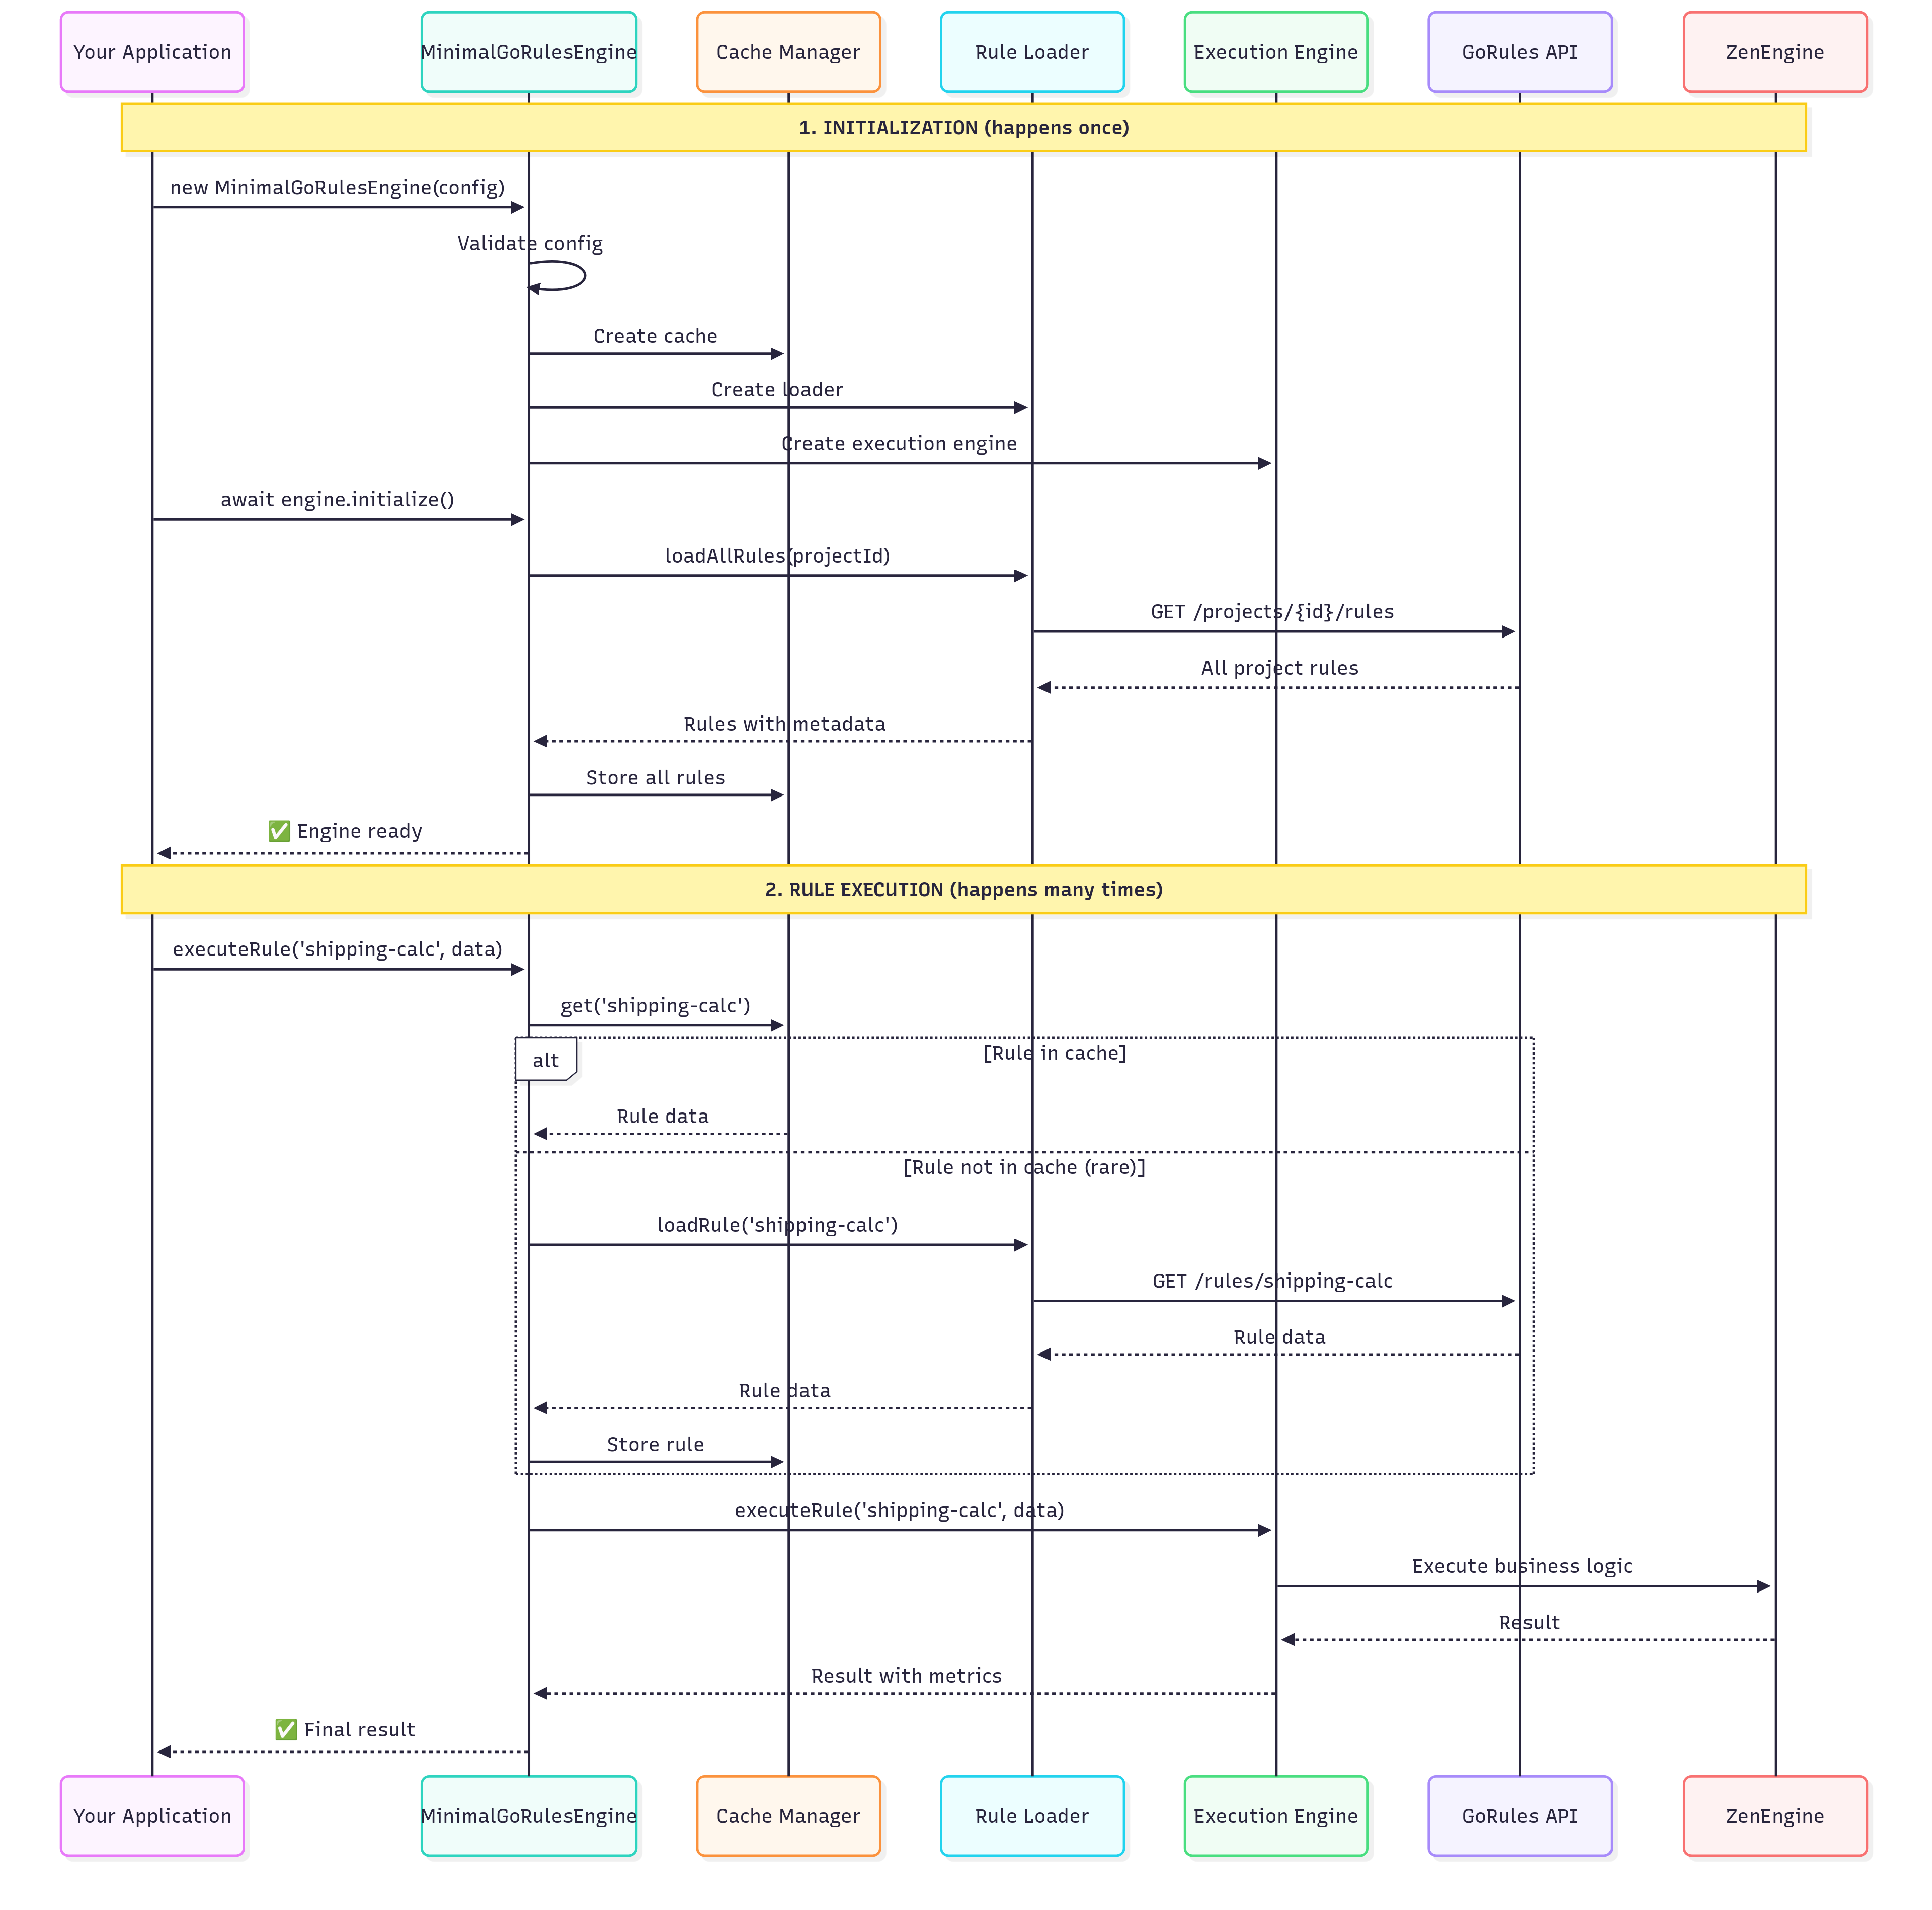 Your Application
MinimalGoRulesEngine
Cache Manager
Rule Loader
Execution Engine
GoRules API
ZenEngine
1. INITIALIZATION (happens once)
new MinimalGoRulesEngine(config)
Validate config
Create cache
Create loader
Create execution engine
await engine.initialize()
loadAllRules(projectId)
GET /projects/{id}/rules
All project rules
Rules with metadata
Store all rules
✅ Engine ready
2. RULE EXECUTION (happens many times)
executeRule('shipping-calc', data)
get('shipping-calc')
alt
[Rule in cache]
Rule data
[Rule not in cache (rare)]
loadRule('shipping-calc')
GET /rules/shipping-calc
Rule data
Rule data
Store rule
executeRule('shipping-calc', data)
Execute business logic
Result
Result with metrics
✅ Final result
Your Application
MinimalGoRulesEngine
Cache Manager
Rule Loader
Execution Engine
GoRules API
ZenEngine